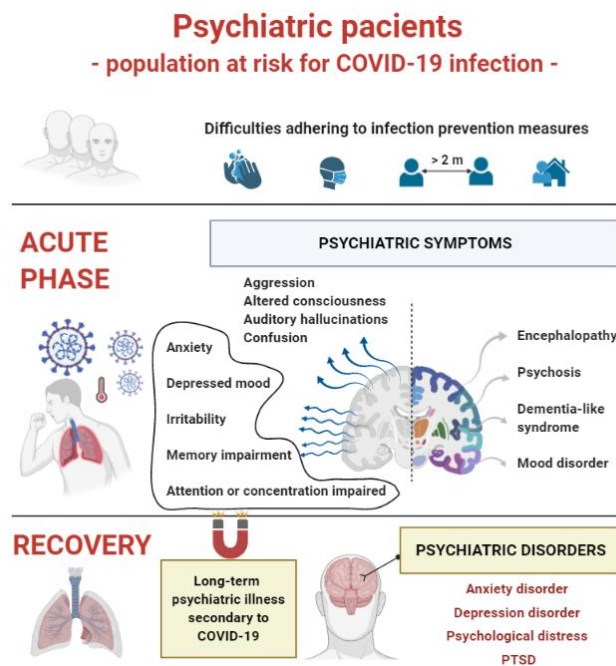 Psychiatric pacients
- population at risk for COVID-19 infection -
Difficulties adhering to infection prevention measures
> 2 m
ACUTE
PHASE
PSYCHIATRIC SYMPTOMS
Aggression
Altered consciousness
Auditory hallucinations
Confusion
Anxiety
Depressed mood
Irritability
Memory impairment
Attention or concentration impaired
Encephalopathy
Psychosis
Dementia-like
syndrome
Mood disorder
RECOVERY
Long-term
psychiatric illness
secondary to
COVID-19
PSYCHIATRIC DISORDERS
Anxiety disorder
Depression disorder
Psychological distress
PTSD